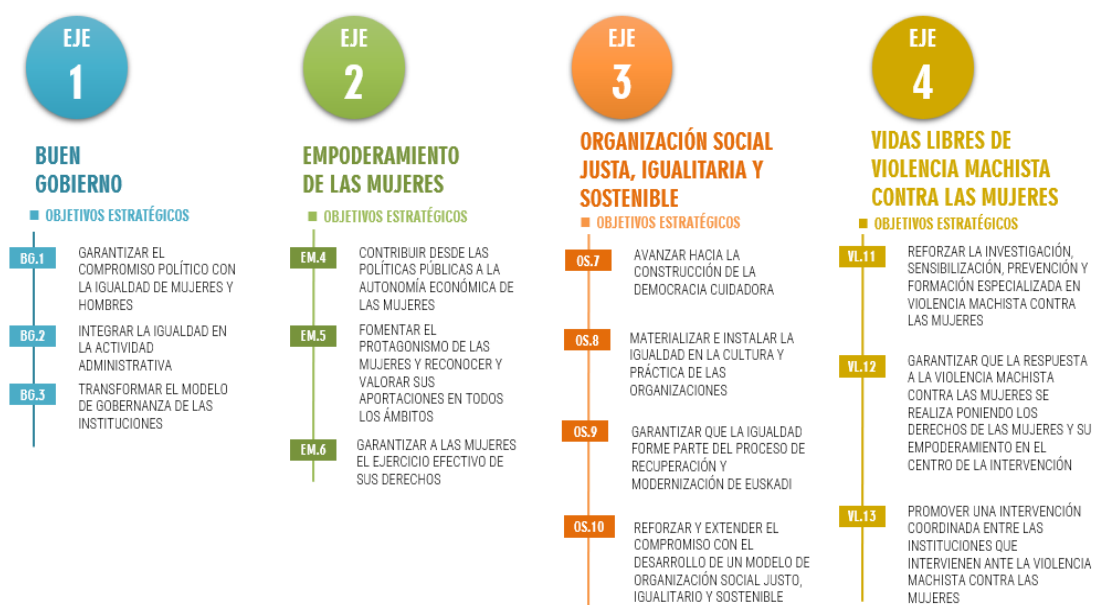 EJE
1
BUEN
GOBIERNO
OBJETIVOS ESTRATÉGICOS
BG.1
GARANTIZAR EL
COMPROMISO POLÍTICO CON
LA IGUALDAD DE MUJERES Y
HOMBRES
BG.2
INTEGRAR LA IGUALDAD EN
LA ACTIVIDAD
ADMINISTRATIVA
BG.3
TRANSFORMAR EL MODELO
DE GOBERNANZA DE LAS
INSTITUCIONES
EJE
2
EMPODERAMIENTO
DE LAS MUJERES
OBJETIVOS ESTRATÉGICOS
EM.4
CONTRIBUIR DESDE LAS
POLÍTICAS PÚBLICAS A LA
AUTONOMÍA ECONÓMICA DE
LAS MUJERES
EM.5
FOMENTAR EL
PROTAGONISMO DE LAS
MUJERES Y RECONOCER Y
VALORAR SUS
APORTACIONES EN TODOS
LOS ÁMBITOS
EM.6
GARANTIZAR A LAS MUJERES
EL EJERCICIO EFECTIVO DE
SUS DERECHOS
EJE
3
ORGANIZACIÓN SOCIAL
JUSTA, IGUALITARIA Y
SOSTENIBLE
OBJETIVOS ESTRATÉGICOS
OS.7
AVANZAR HACIA LA
CONSTRUCCIÓN DE LA
DEMOCRACIA CUIDADORA
OS.8
MATERIALIZAR E INSTALAR LA
IGUALDAD EN LA CULTURA Y
PRÁCTICA DE LAS
ORGANIZACIONES
OS.9
GARANTIZAR QUE LA IGUALDAD
FORME PARTE DEL PROCESO DE
RECUPERACIÓN Y
MODERNIZACIÓN DE EUSKADI
OS.10
REFORZAR Y EXTENDER EL
COMPROMISO CON EL
DESARROLLO DE UN MODELO DE
ORGANIZACIÓN SOCIAL JUSTO,
IGUALITARIO Y SOSTENIBLE
EJE
4
VIDAS LIBRES DE
VIOLENCIA MACHISTA
CONTRA LAS MUJERES
OBJETIVOS ESTRATÉGICOS
VL.11
REFORZAR LA INVESTIGACIÓN,
SENSIBILIZACIÓN, PREVENCIÓN Y
FORMACIÓN ESPECIALIZADA EN
VIOLENCIA MACHISTA CONTRA
LAS MUJERES
VL.12
GARANTIZAR QUE LA RESPUESTA
A LA VIOLENCIA MACHISTA
CONTRA LAS MUJERES SE
REALIZA PONIENDO LOS
DERECHOS DE LAS MUJERES Y SU
EMPODERAMIENTO EN EL
CENTRO DE LA INTERVENCIÓN
VL.13
PROMOVER UNA INTERVENCIÓN
COORDINADA ENTRE LAS
INSTITUCIONES QUE
INTERVIENEN ANTE LA VIOLENCIA
MACHISTA CONTRA LAS
MUJERES